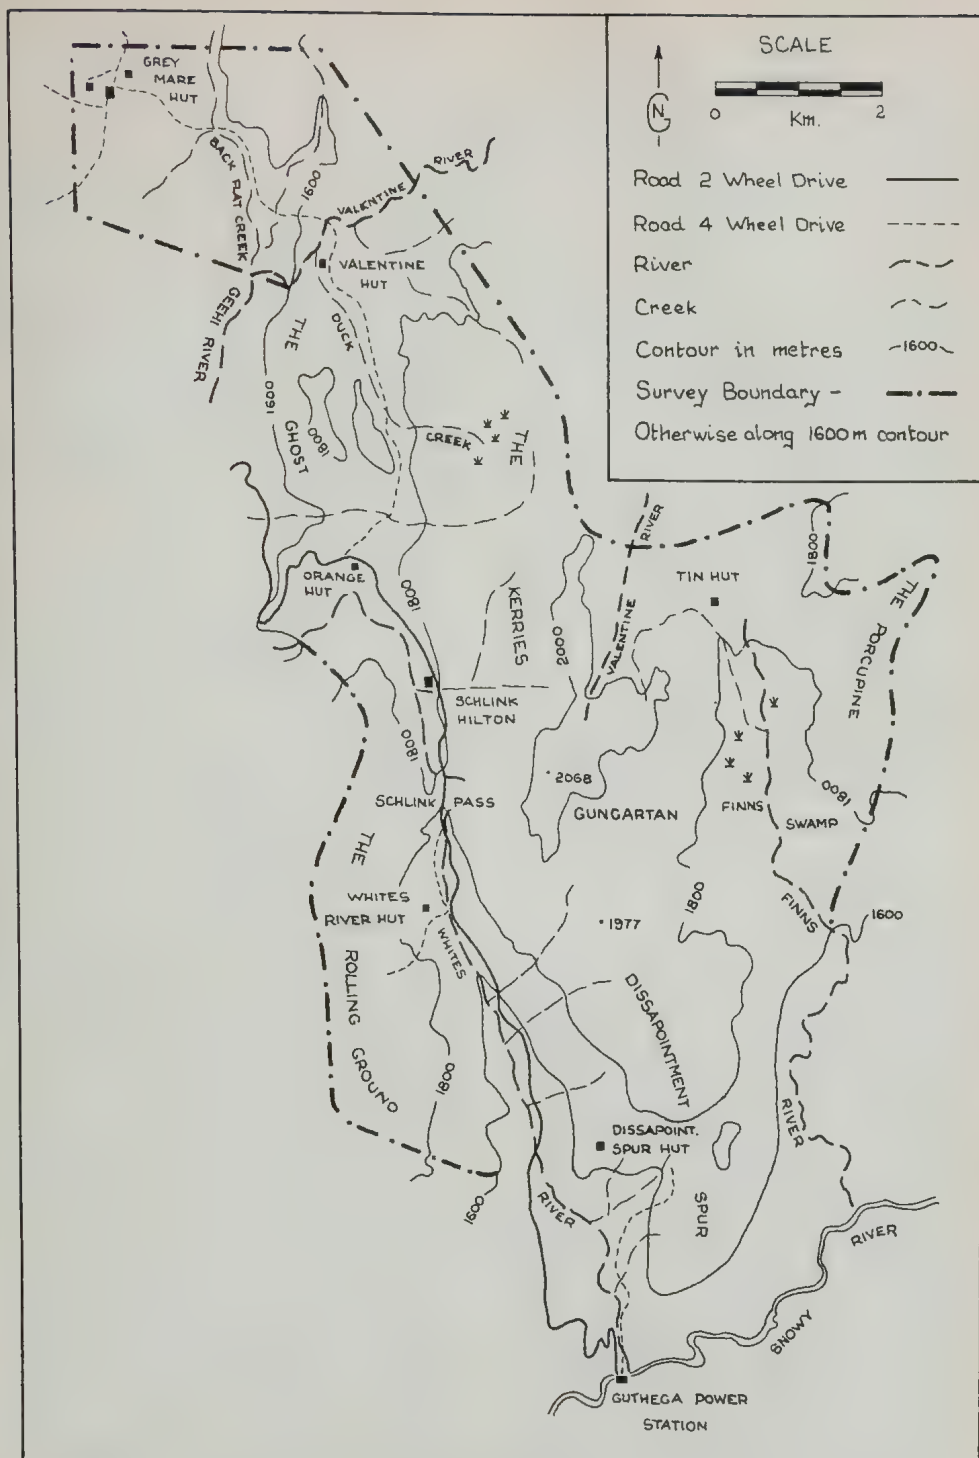 SCALE
N
0 Km. 2
Road 2 Wheel Drive
Road 4 Wheel Drive
River
Creek
Contour in metres
1600
Survey Boundary -
Otherwise along 1600m contour
GREY
MARE
HUT
BACK FLAT CREEK
1600
VALENTINE RIVER
VALENTINE
HUT
GEEHI RIVER
THE
GHOST
DUCK
CREEK
1600
1800
THE
KERRIES
ORANGE
HUT
1800
2000
VALENTINE RIVER
TIN HUT
1800
THE PORCUPINE
SCHLINK
HILTON
1800
SCHLINK PASS
2068
GUNGARTAN
FINNS
SWAMP
1800
THE
ROLLING
GROUND
WHITES
RIVER HUT
WHITES
1977
1800
FINNS
1600
DISSAPOINTMENT
1800
RIVER
DISSAPOINT.
SPUR HUT
SPUR
1600
RIVER
SNOWY
RIVER
GUTHEGA POWER
STATION